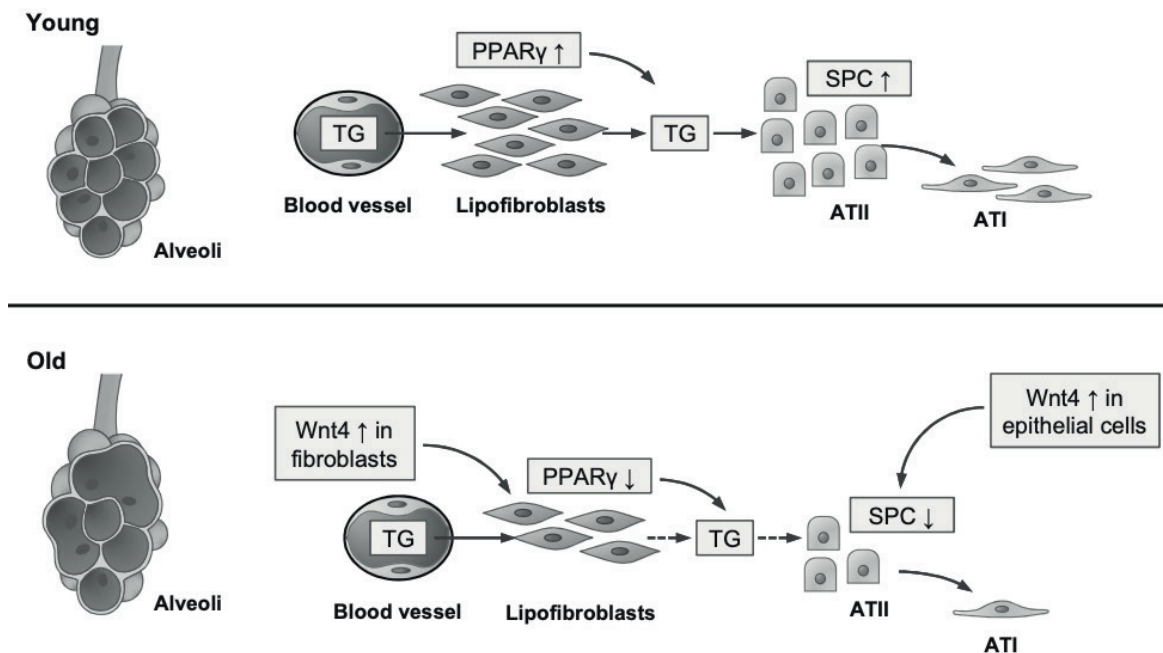 Young
PPARγ ↑
SPC ↑
TG
TG
Blood vessel
Lipofibroblasts
ATII
ATI
Alveoli
Old
Wnt4 ↑ in
fibroblasts
Wnt4 ↑ in
epithelial cells
PPARγ ↓
SPC ↓
TG
TG
Alveoli
Blood vessel
Lipofibroblasts
ATII
ATI